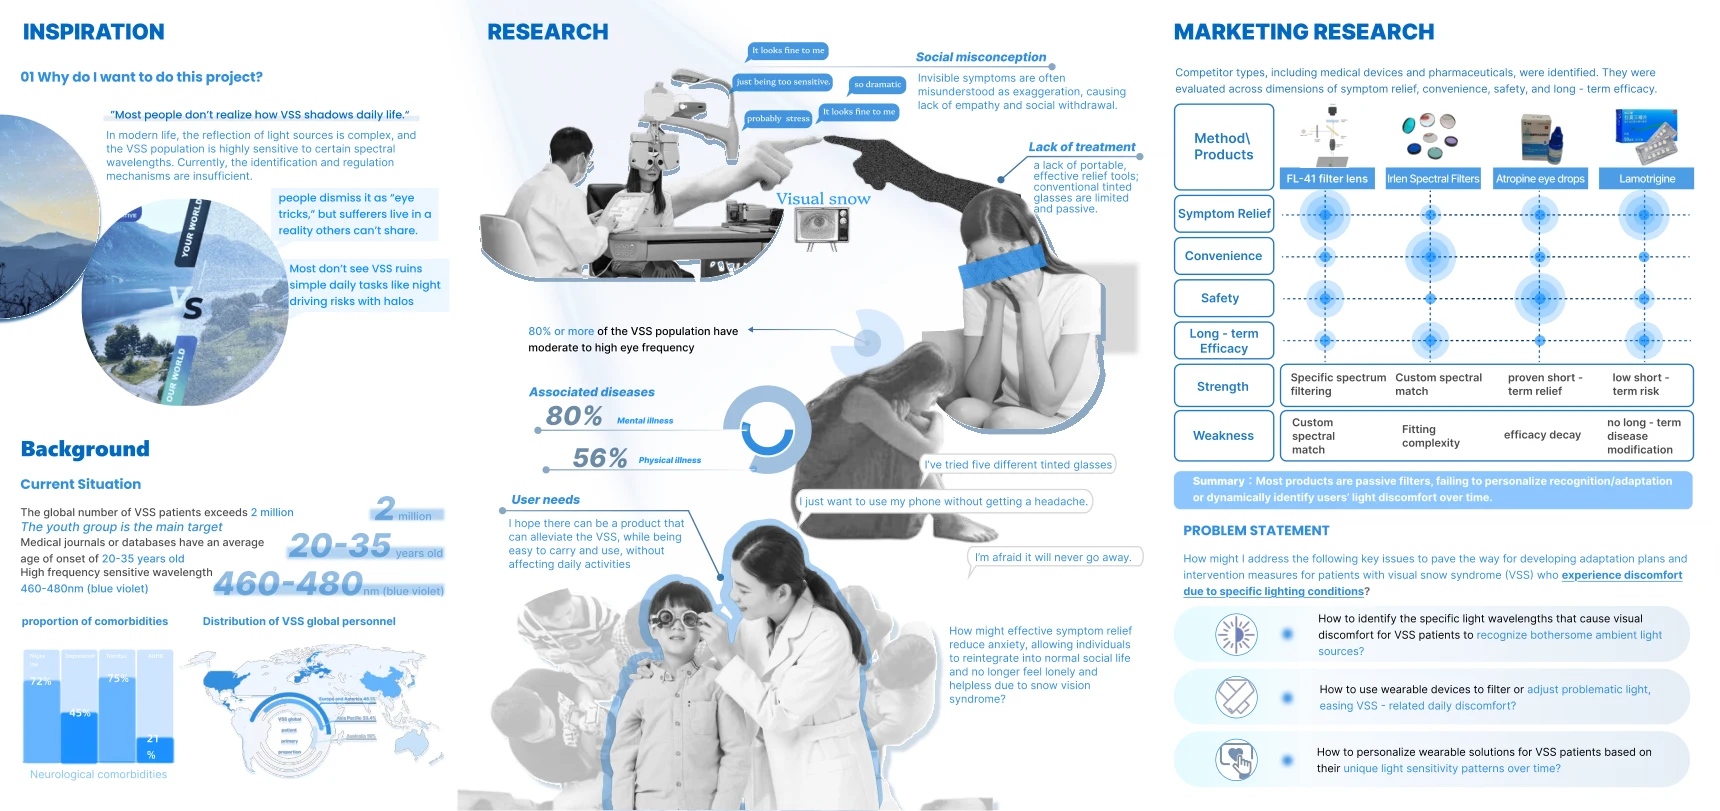 INSPIRATION
01 Why do I want to do this project?
“Most people don’t realize how VSS shadows daily life.”
In modern life, the reflection of light sources is complex, and
the VSS population is highly sensitive to certain spectral
wavelengths. Currently, the identification and regulation
mechanisms are insufficient.
people dismiss it as “eye
tricks,” but sufferers live in a
reality others can’t share.
Most don’t see VSS ruins
simple daily tasks like night
driving risks with halos
YOUR WORLD
VS
OUR WORLD
Background
Current Situation
The global number of VSS patients exceeds 2 million
The youth group is the main target
Medical journals or databases have an average
age of onset of 20-35 years old
High frequency sensitive wavelength
460-480nm (blue violet)
2 million
20-35 years old
460-480nm (blue violet)
proportion of comorbidities
72%
45%
75%
21
%
Neurological comorbidities
Distribution of VSS global personnel
VSS global
patient
primary
proportion
RESEARCH
It looks fine to me
just being too sensitive.
so dramatic
probably stress
It looks fine to me
Social misconception
Invisible symptoms are often
misunderstood as exaggeration, causing
lack of empathy and social withdrawal.
Lack of treatment
a lack of portable,
effective relief tools;
conventional tinted
glasses are limited
and passive.
Visual snow
80% or more of the VSS population have
moderate to high eye frequency
Associated diseases
80% Mental illness
56% Physical illness
I’ve tried five different tinted glasses
I just want to use my phone without getting a headache.
I’m afraid it will never go away.
User needs
I hope there can be a product that
can alleviate the VSS, while being
easy to carry and use, without
affecting daily activities
How might effective symptom relief
reduce anxiety, allowing individuals
to reintegrate into normal social life
and no longer feel lonely and
helpless due to snow vision
syndrome?
MARKETING RESEARCH
Competitor types, including medical devices and pharmaceuticals, were identified. They were
evaluated across dimensions of symptom relief, convenience, safety, and long - term efficacy.
Method\
Products
FL-41 filter lens
Irlen Spectral Filters
Atropine eye drops
Lamotrigine
Symptom Relief
Convenience
Safety
Long - term
Efficacy
Strength
Specific spectrum
filtering
Custom spectral
match
proven short -
term relief
low short -
term risk
Weakness
Custom
spectral
match
Fitting
complexity
efficacy decay
no long - term
disease
modification
Summary：Most products are passive filters, failing to personalize recognition/adaptation
or dynamically identify users’ light discomfort over time.
PROBLEM STATEMENT
How might I address the following key issues to pave the way for developing adaptation plans and
intervention measures for patients with visual snow syndrome (VSS) who experience discomfort
due to specific lighting conditions?
How to identify the specific light wavelengths that cause visual
discomfort for VSS patients to recognize bothersome ambient light
sources?
How to use wearable devices to filter or adjust problematic light,
easing VSS - related daily discomfort?
How to personalize wearable solutions for VSS patients based on
their unique light sensitivity patterns over time?